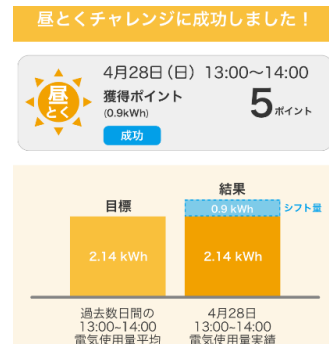 昼とくチャレンジに成功しました！
昼とく
4月28日(日) 13:00〜14:00
獲得ポイント
(0.9kWh)
5ポイント
成功
目標
結果
0.9 kWh
シフト量
2.14 kWh
2.14 kWh
過去数日間の
13:00~14:00
電気使用量平均
4月28日
13:00~14:00
電気使用量実績